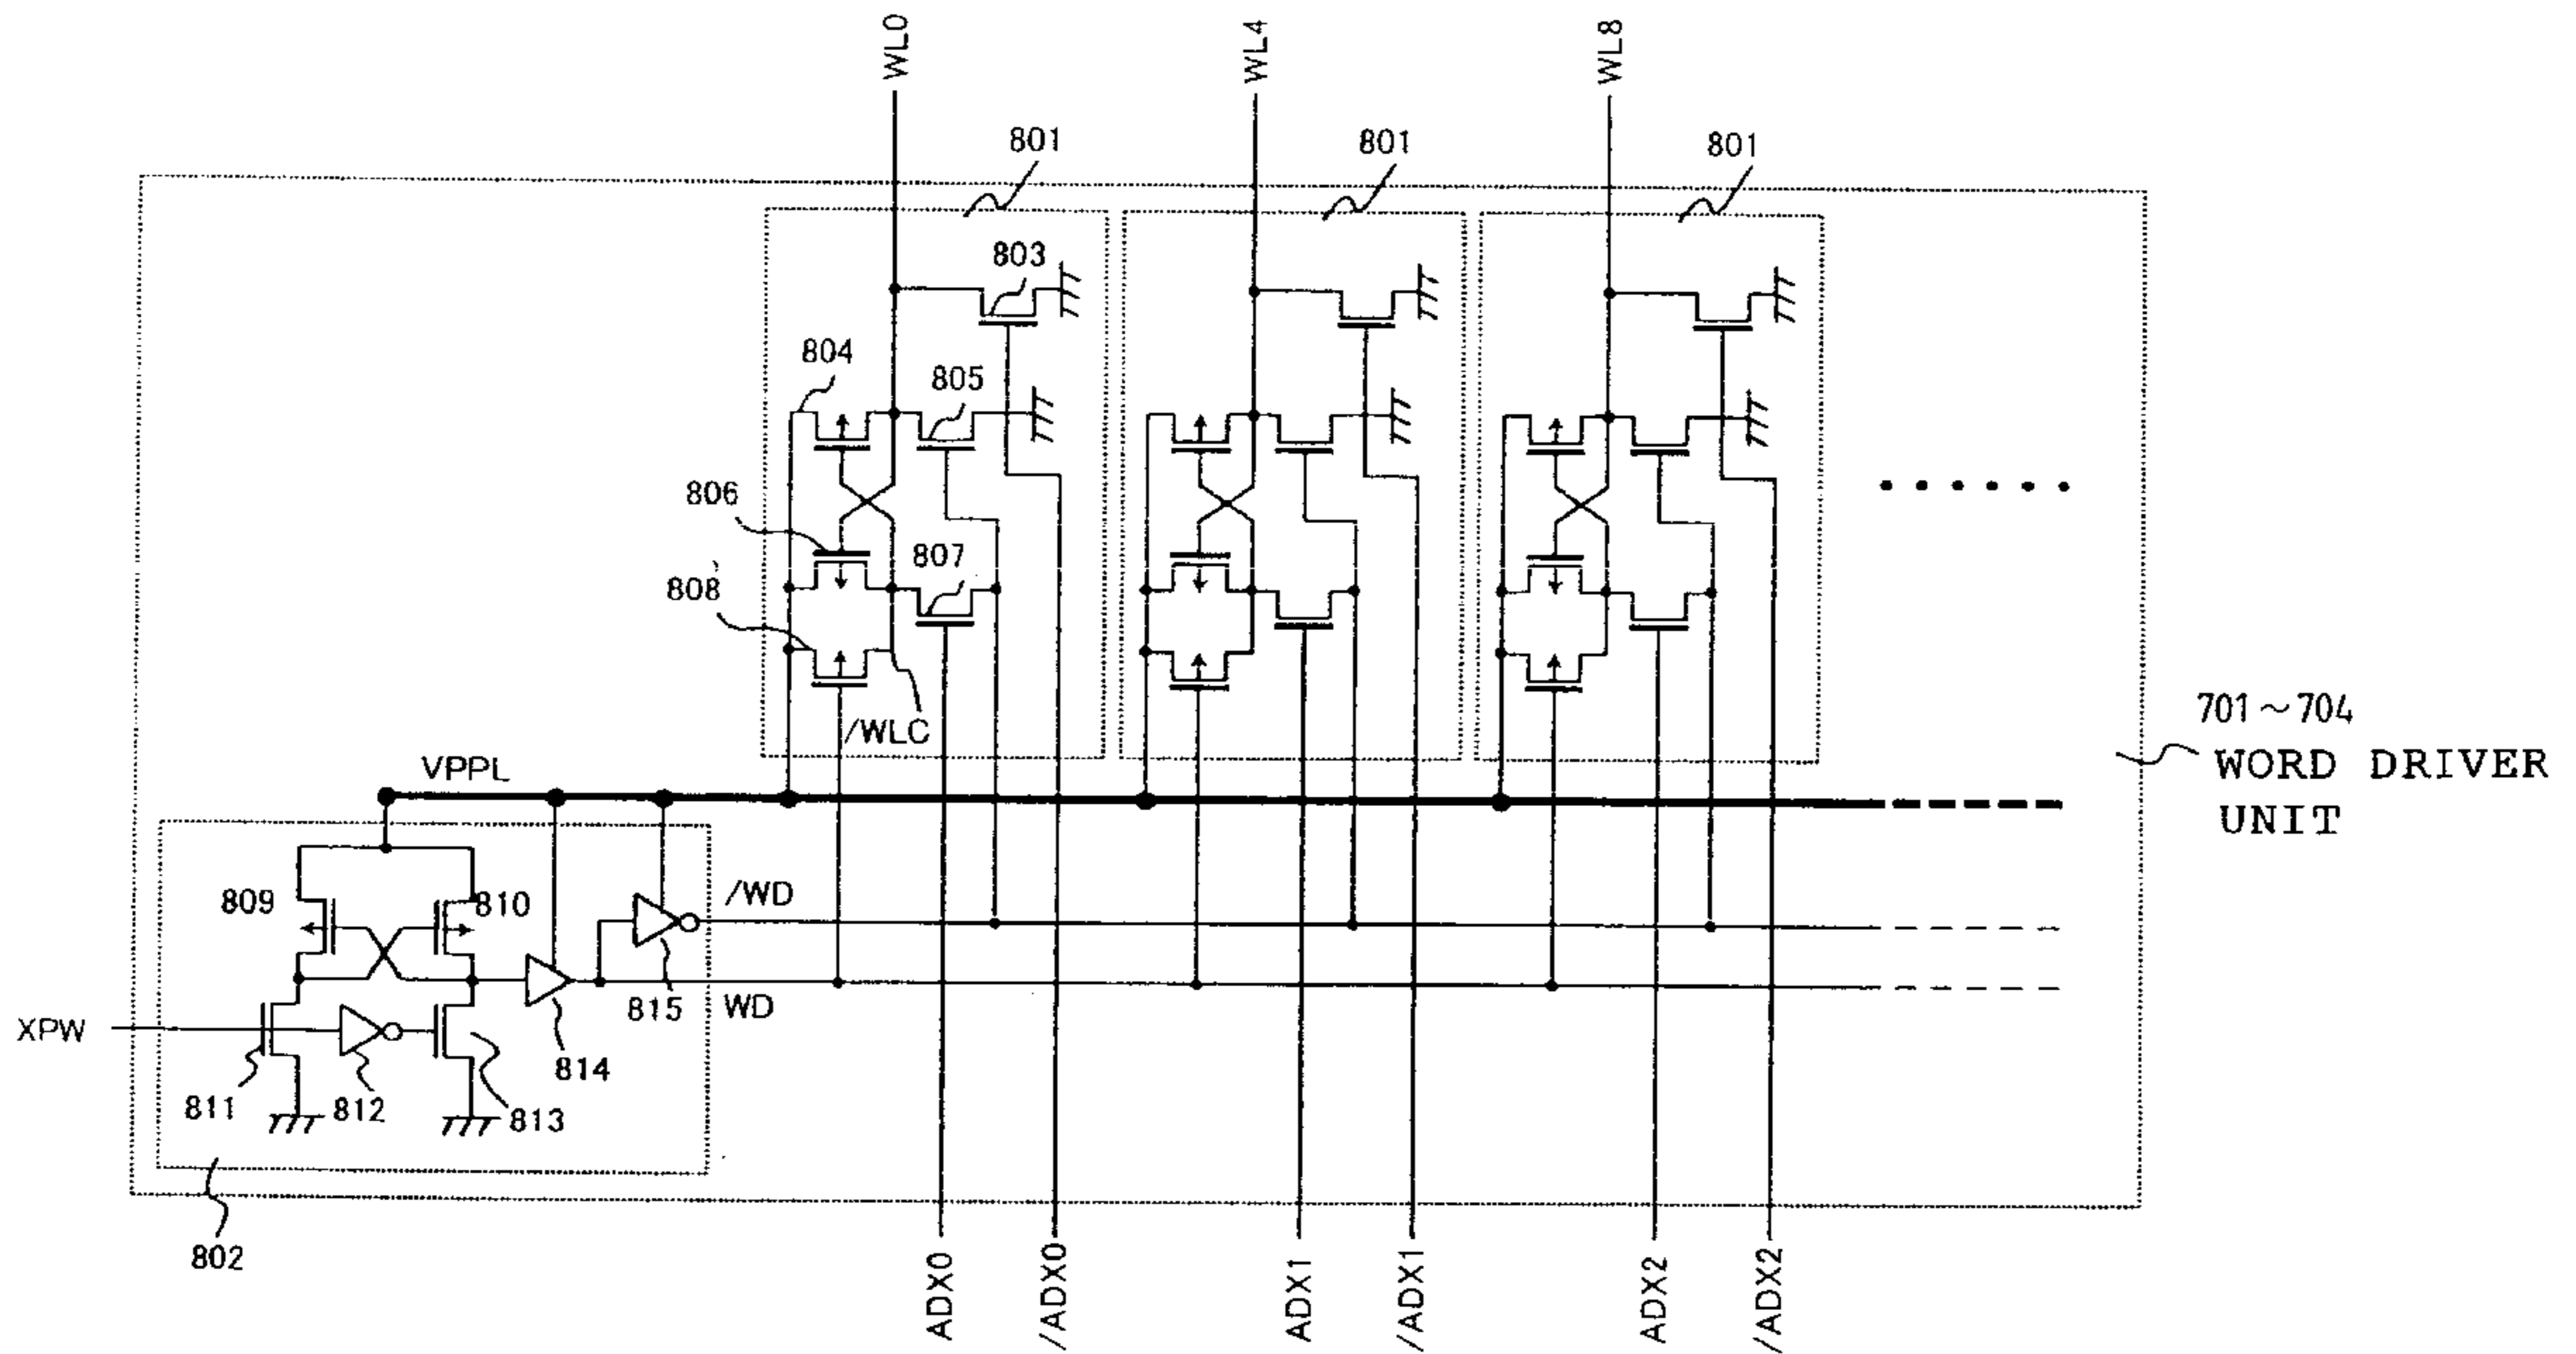 WL0
WL4
WL8
801
801
801
803
804
805
806
807
808
/WLC
701～704
WORD DRIVER
UNIT
VPPL
809
810
/WD
815
WD
XPW
814
811
812
813
802
ADX0
/ADX0
ADX1
/ADX1
ADX2
/ADX2